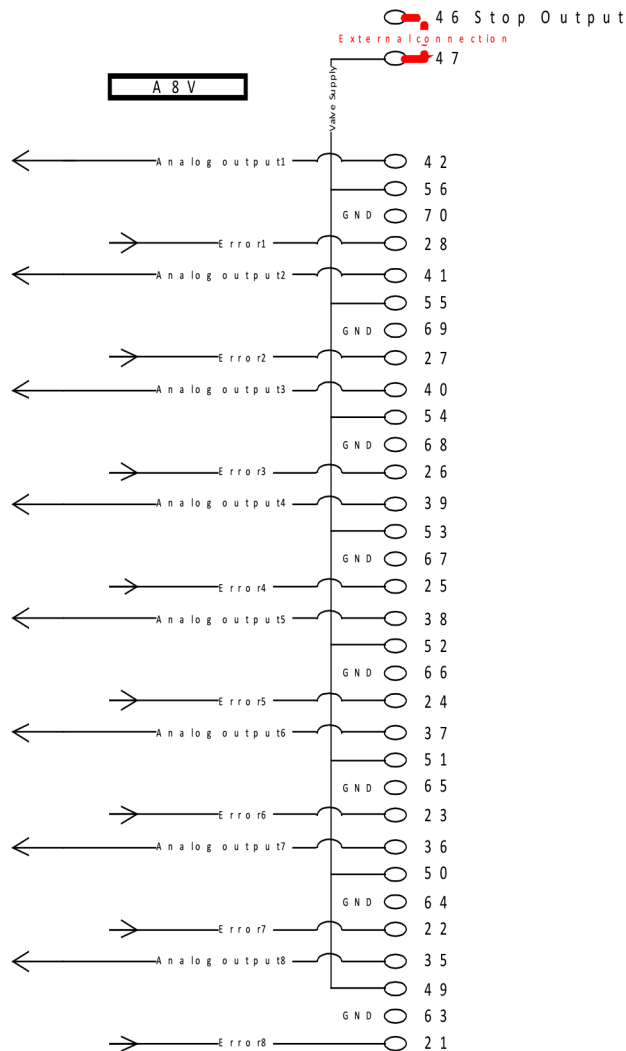 46 Stop Output
External connection
47
A8V
Valve Supply
Analog output1 42
56
GND 70
Error1 28
Analog output2 41
55
GND 69
Error2 27
Analog output3 40
54
GND 68
Error3 26
Analog output4 39
53
GND 67
Error4 25
Analog output5 38
52
GND 66
Error5 24
Analog output6 37
51
GND 65
Error6 23
Analog output7 36
50
GND 64
Error7 22
Analog output8 35
49
GND 63
Error8 21